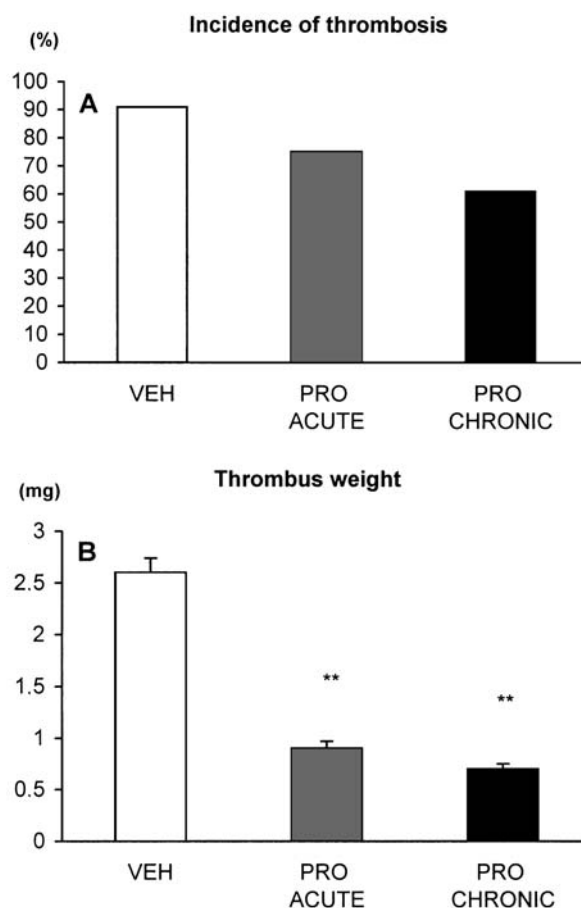 Incidence of thrombosis
(%)
A
100
90
80
70
60
50
40
30
20
10
0
VEH
PRO
ACUTE
PRO
CHRONIC
Thrombus weight
(mg)
B
3
2.5
2
1.5
1
0.5
0
**
**
VEH
PRO
ACUTE
PRO
CHRONIC